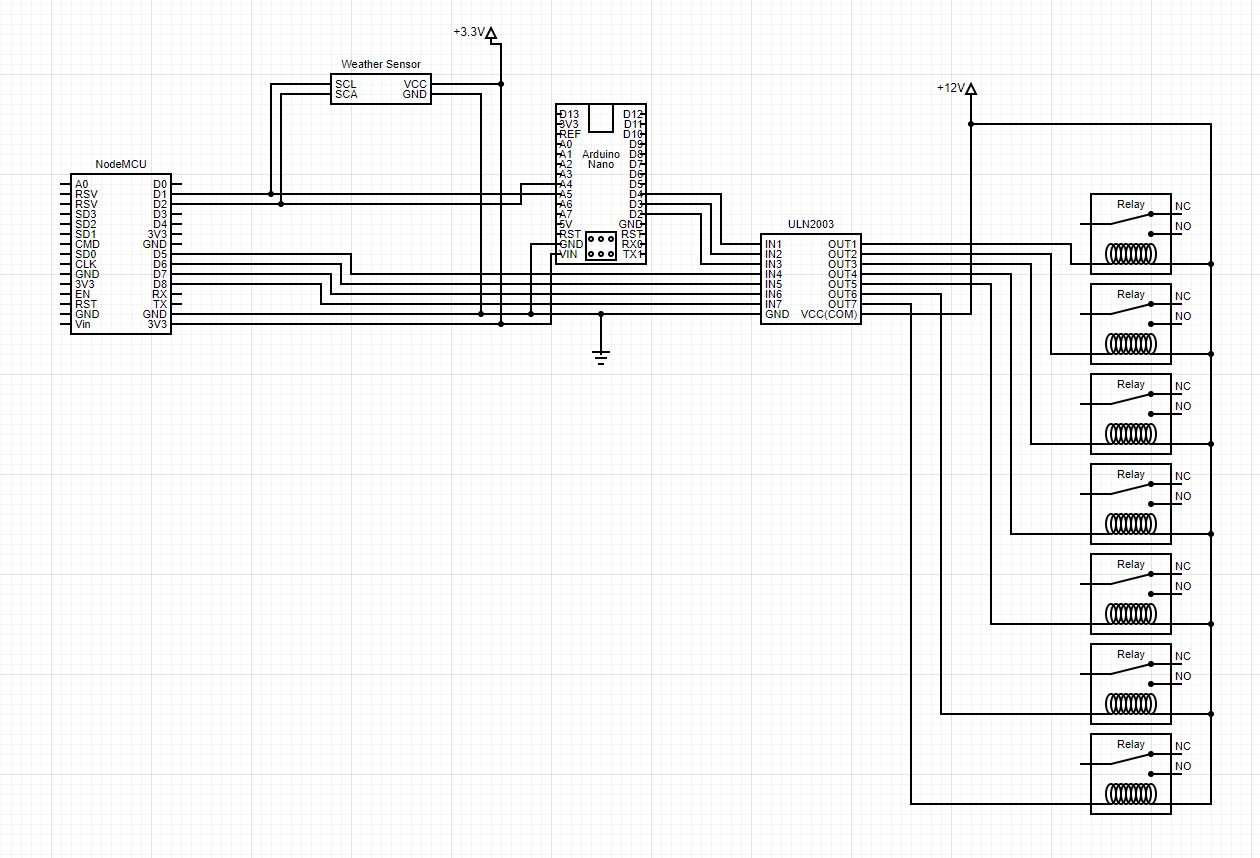 +3.3V
Weather Sensor
SCL VCC
SCA GND
+12V
NodeMCU
A0 D0
RSV D1
RSV D2
SD3 D3
SD2 D4
SD1 3V3
CMD GND
SD0 D5
CLK D6
GND D7
3V3 D8
EN RX
RST TX
GND GND
Vin 3V3
D13 D12
3V3 D11
REF D10
A0 D9
A1 Arduino D8
A2 Nano D7
A3 D6
A4 D5
A5 D4
A6 D3
A7 D2
5V GND
RST RST
GND RX0
VIN TX1
ULN2003
IN1 OUT1
IN2 OUT2
IN3 OUT3
IN4 OUT4
IN5 OUT5
IN6 OUT6
IN7 OUT7
GND VCC(COM)
Relay NC
NO
Relay NC
NO
Relay NC
NO
Relay NC
NO
Relay NC
NO
Relay NC
NO
Relay NC
NO